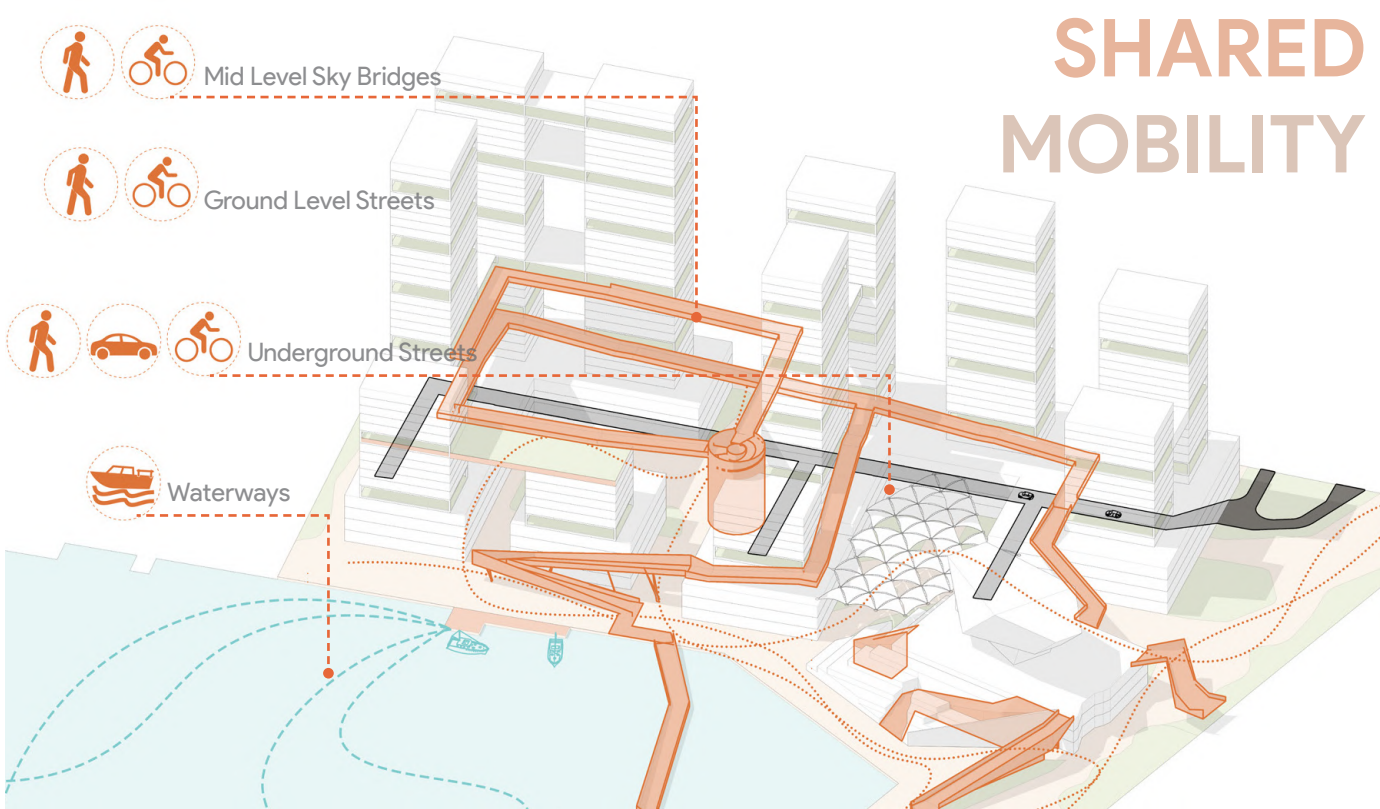 SHARED
MOBILITY
Mid Level Sky Bridges
Ground Level Streets
Underground Streets
Waterways